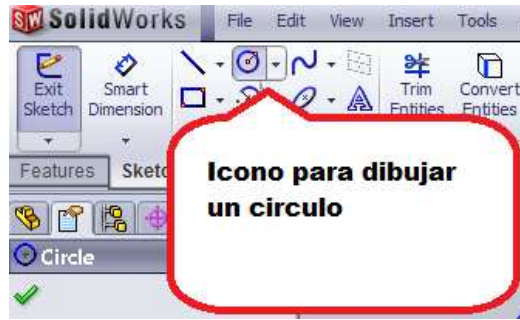 SolidWorks File Edit View Insert Tools
Exit Sketch
Smart Dimension
Trim Entities
Convert Entities
A
Features Sketc
Icono para dibujar
un circulo
Circle